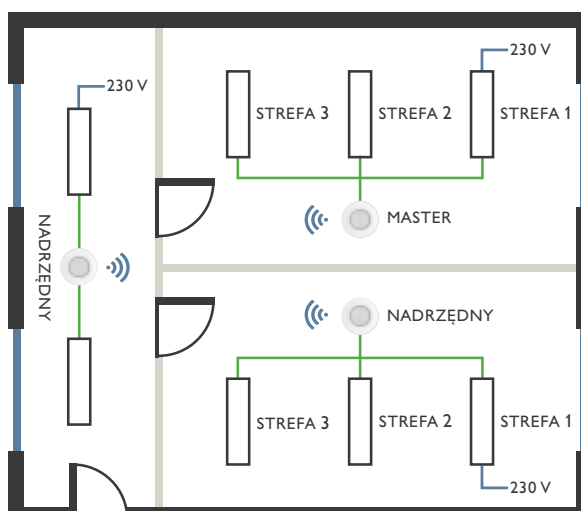 230 V
230 V
STREFA 3
STREFA 2
STREFA 1
MASTER
NADRZĘDNY
NADRZĘDNY
STREFA 3
STREFA 2
STREFA 1
230 V